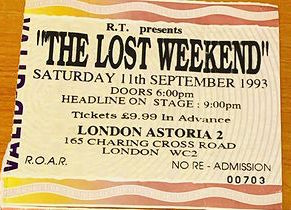 R.T. presents
"THE LOST WEEKEND"
SATURDAY 11th SEPTEMBER 1993
DOORS 6:00pm
HEADLINE ON STAGE : 9:00pm
Tickets £9.99 In Advance
LONDON ASTORIA 2
165 CHARING CROSS ROAD
LONDON WC2
R.O.A.R. NO RE - ADMISSION
00703
VALID